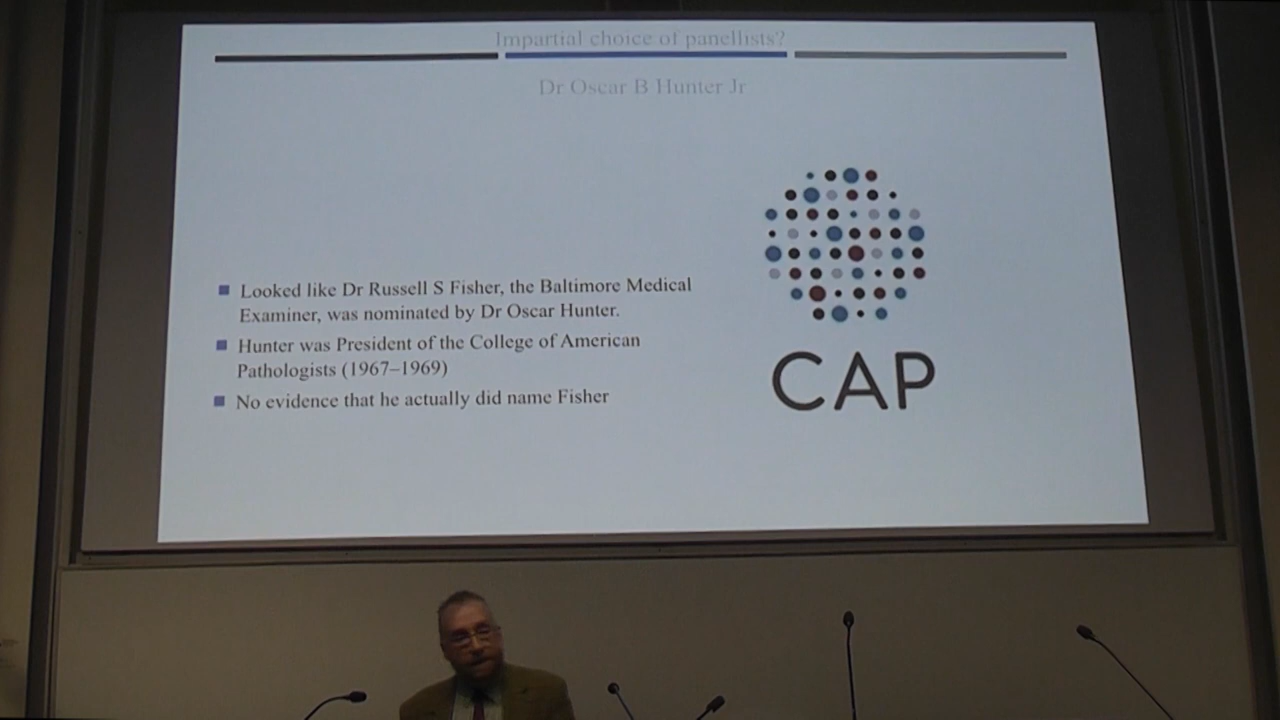 Impartial choice of panellists?
Dr Oscar B Hunter Jr
Looked like Dr Russell S Fisher, the Baltimore Medical
Examiner, was nominated by Dr Oscar Hunter.
Hunter was President of the College of American
Pathologists (1967–1969)
No evidence that he actually did name Fisher
CAP